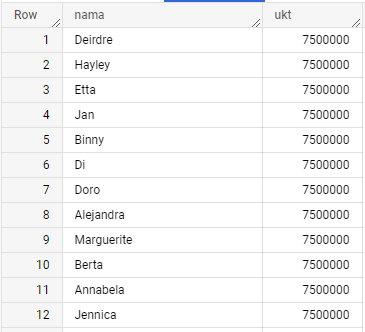 Row nama ukt
1 Deirdre 7500000
2 Hayley 7500000
3 Etta 7500000
4 Jan 7500000
5 Binny 7500000
6 Di 7500000
7 Doro 7500000
8 Alejandra 7500000
9 Marguerite 7500000
10 Berta 7500000
11 Annabela 7500000
12 Jennica 7500000